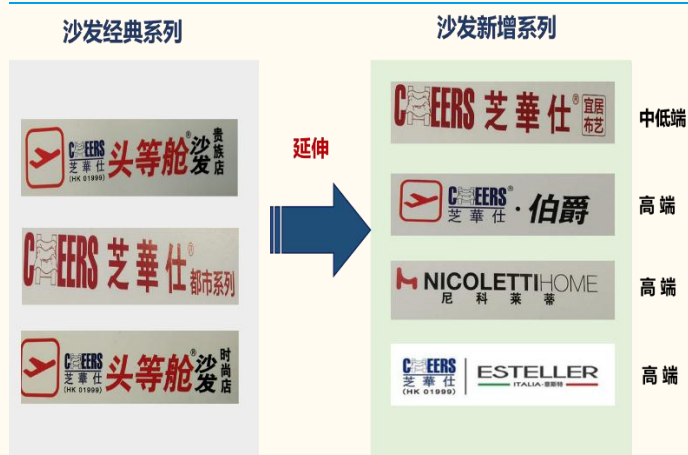 沙发经典系列
CHEERS
芝華仕
(HK 01999)
头等舱®沙发
贵族店
CHEERS 芝華仕®
都市系列
CHEERS
芝華仕
(HK 01999)
头等舱®沙发
时尚店
延伸
沙发新增系列
CHEERS 芝華仕®
宜居布艺
中低端
CHEERS®
芝華仕
·伯爵
高端
NICOLETTIHOME
尼科莱蒂
高端
CHEERS
芝華仕
(HK 01999)
ESTELLER
ITALIA·
高端